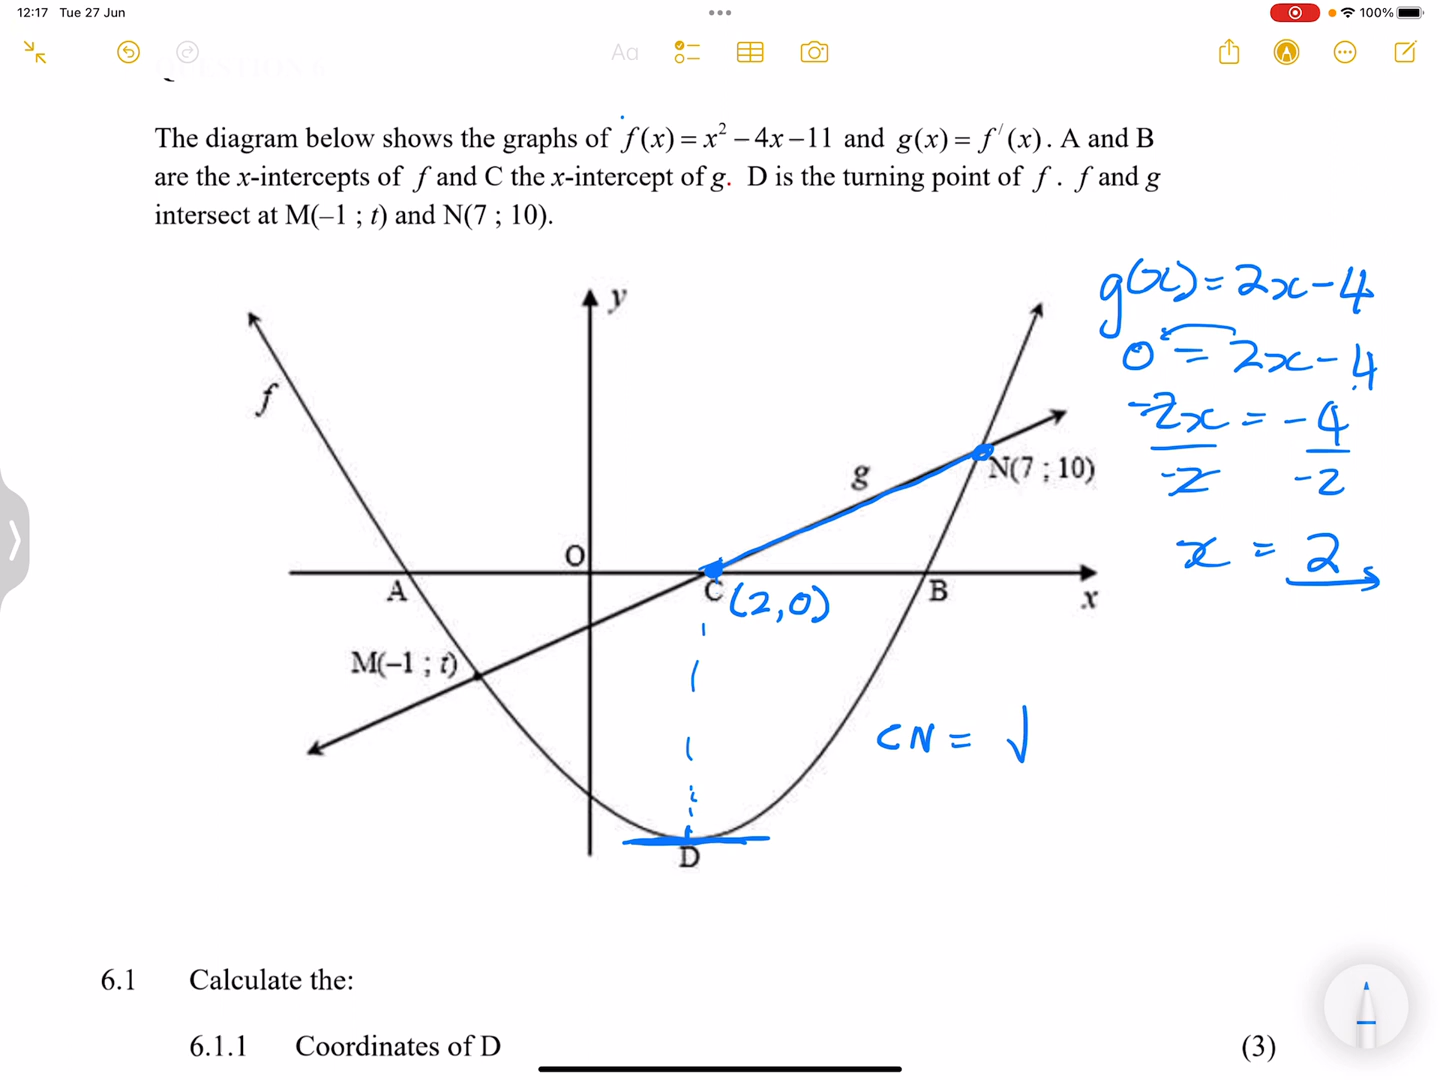 12:17 Tue 27 Jun
100%
Aa
The diagram below shows the graphs of f(x) = x² – 4x – 11 and g(x) = f′(x). A and B
are the x-intercepts of f and C the x-intercept of g. D is the turning point of f. f and g
intersect at M(–1 ; t) and N(7 ; 10).
g(x) = 2x - 4
0 = 2x - 4
-2x = -4
-2 -2
x = 2
y
f
g
N(7 ; 10)
O
A
C
(2,0)
B
x
M(–1 ; t)
CN = √
D
6.1 Calculate the:
6.1.1 Coordinates of D (3)